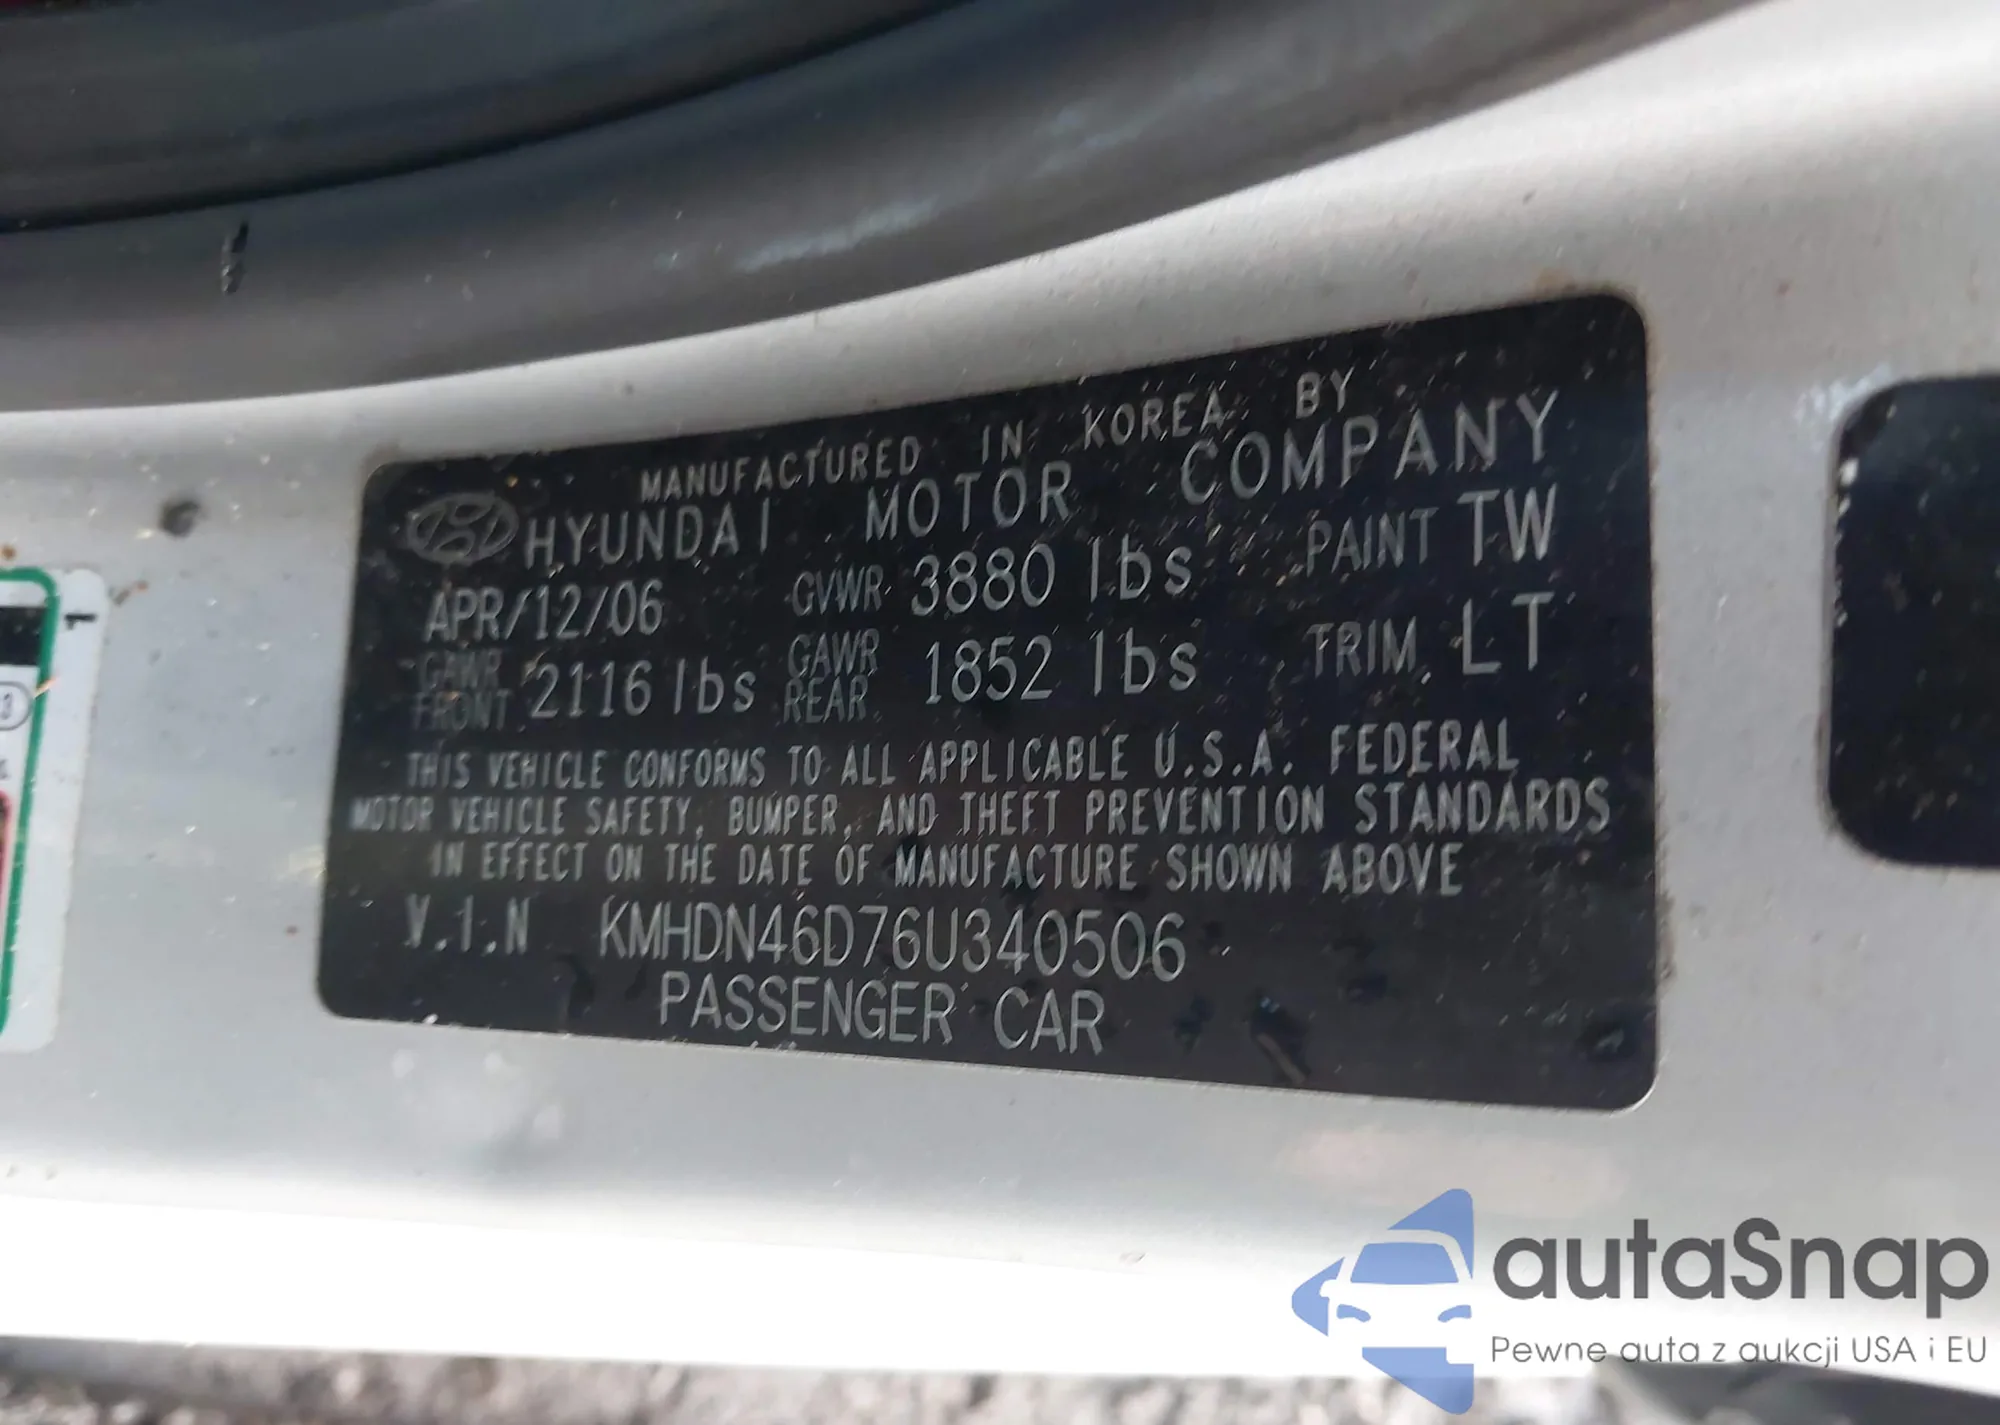 MANUFACTURED IN KOREA BY
HYUNDAI MOTOR COMPANY
APR/12/06 GVWR 3880 lbs PAINT TW
GAWR FRONT 2116 lbs GAWR REAR 1852 lbs TRIM LT
THIS VEHICLE CONFORMS TO ALL APPLICABLE U.S.A. FEDERAL
MOTOR VEHICLE SAFETY, BUMPER, AND THEFT PREVENTION STANDARDS
IN EFFECT ON THE DATE OF MANUFACTURE SHOWN ABOVE
V.I.N KMHDN46D76U340506
PASSENGER CAR
1
3
autaSnap
Pewne auta z aukcji USA i EU